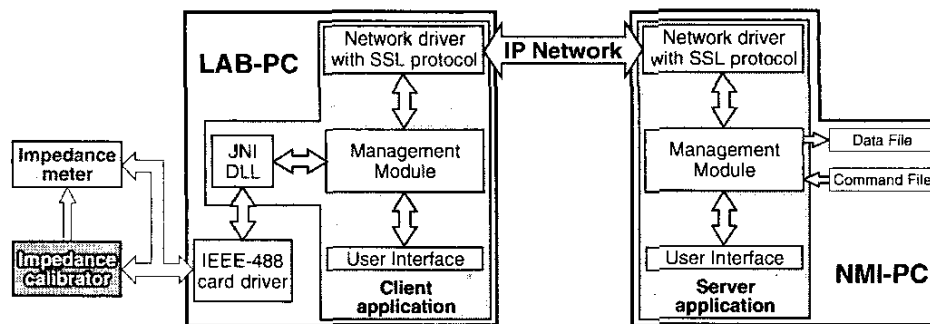 LAB-PC
Network driver
with SSL protocol
IP Network
Network driver
with SSL protocol
Impedance
meter
JNI
DLL
Management
Module
Management
Module
Data File
Command File
Impedance
calibrator
IEEE-488
card driver
User Interface
Client
application
User Interface
Server
application
NMI-PC